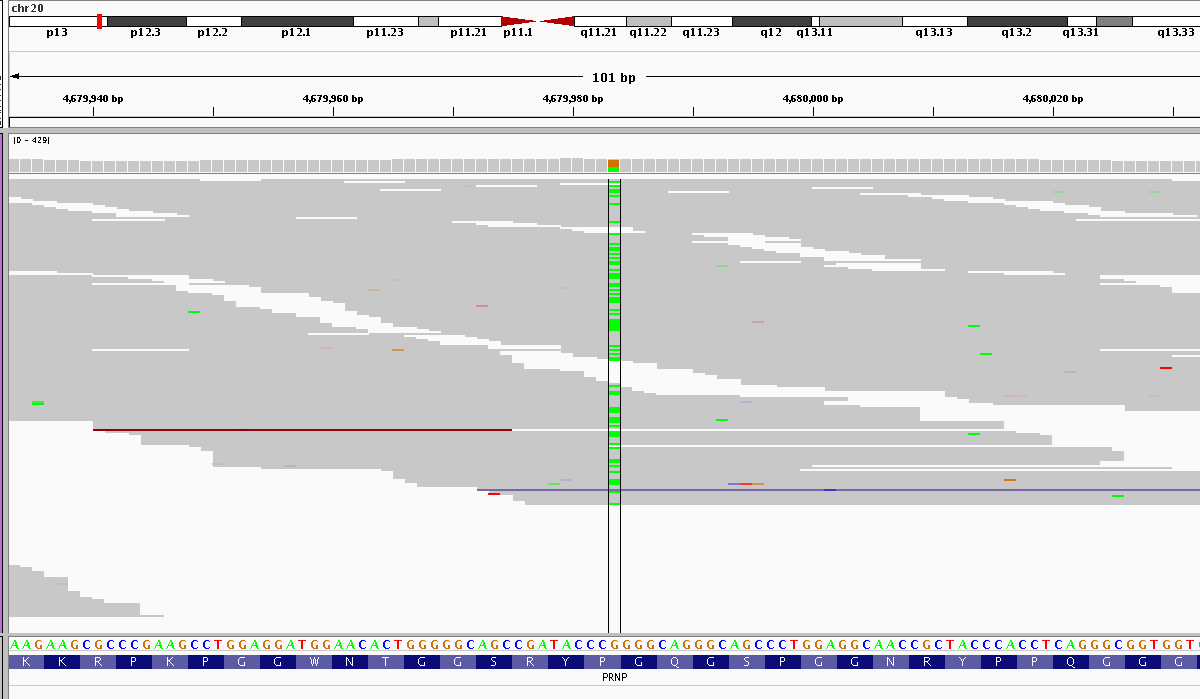 chr20
p13 p12.3 p12.2 p12.1 p11.23 p11.21 p11.1 q11.21 q11.22 q11.23 q12 q13.11 q13.13 q13.2 q13.31 q13.33
101 bp
4,679,940 bp 4,679,960 bp 4,679,980 bp 4,680,000 bp 4,680,020 bp
[0 - 429]
AAGAAGCGCCCGAAGCCTGGAGGATGGAACACTGGGGGCAGCCGATACCCGGGGCAGGGCAGCCCTGGAGGCAACCGCTACCCACCTCAGGGCGGTGGT
K K R P K P G G W N T G G S R Y P G Q G S P G G N R Y P P Q G G G
PRNP